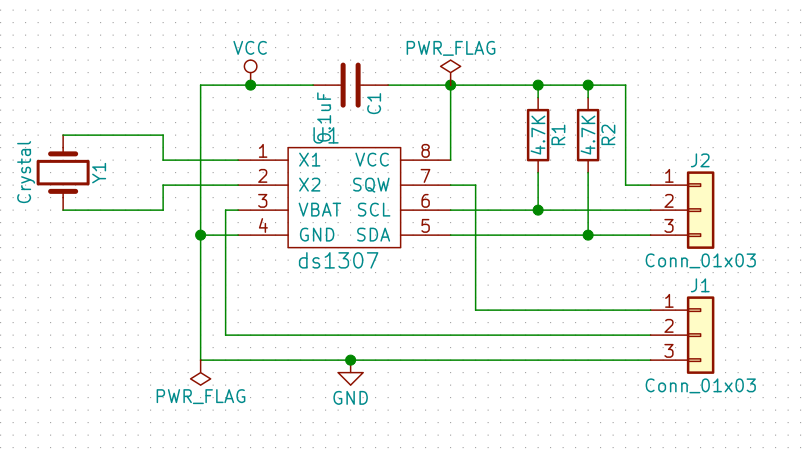 VCC
PWR_FLAG
0.1uF
C1
U1
Crystal
Y1
1 X1 VCC 8
2 X2 SQW 7
3 VBAT SCL 6
4 GND SDA 5
ds1307
4.7K R1
4.7K R2
J2
1
2
3
Conn_01x03
J1
1
2
3
Conn_01x03
PWR_FLAG
GND